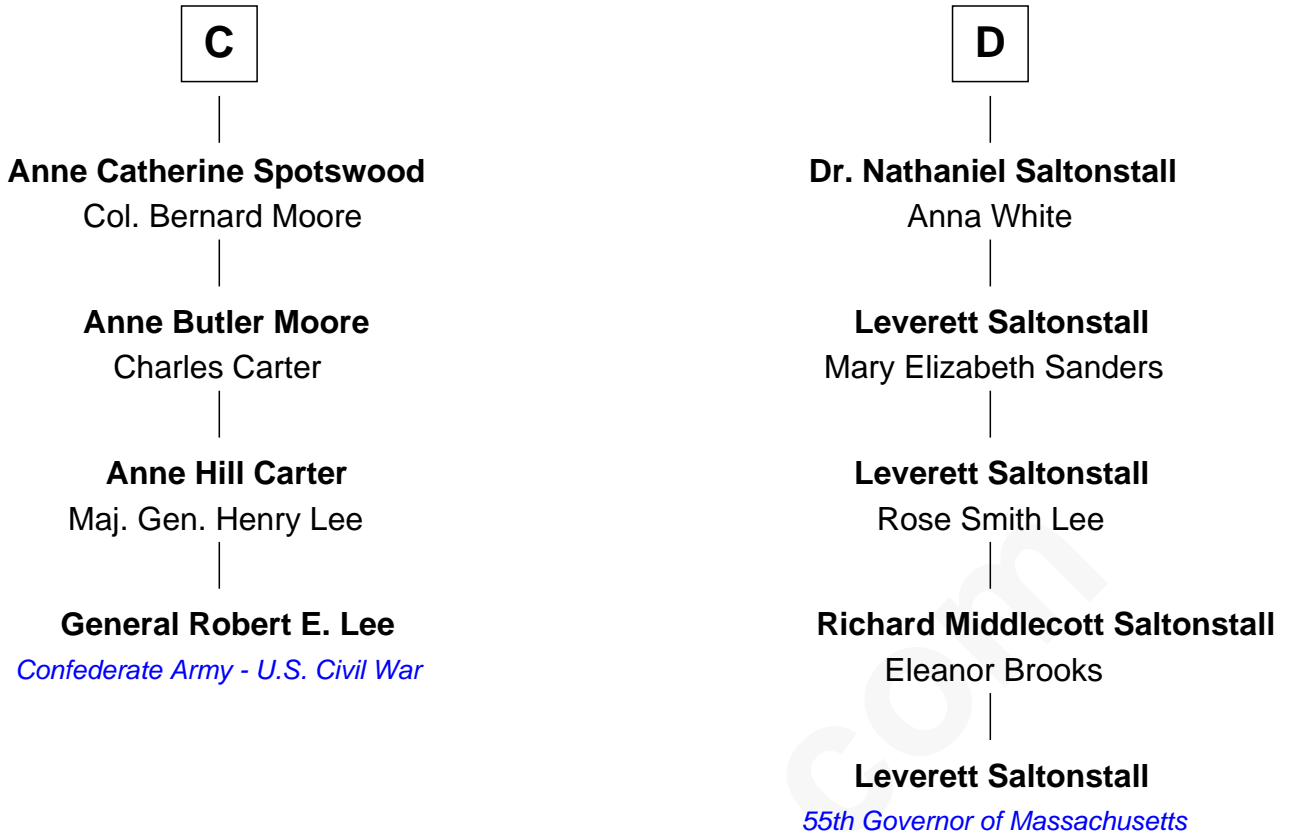 C
Anne Catherine Spotswood
Col. Bernard Moore
Anne Butler Moore
Charles Carter
Anne Hill Carter
Maj. Gen. Henry Lee
General Robert E. Lee
Confederate Army - U.S. Civil War
D
Dr. Nathaniel Saltonstall
Anna White
Leverett Saltonstall
Mary Elizabeth Sanders
Leverett Saltonstall
Rose Smith Lee
Richard Middlecott Saltonstall
Eleanor Brooks
Leverett Saltonstall
55th Governor of Massachusetts
com